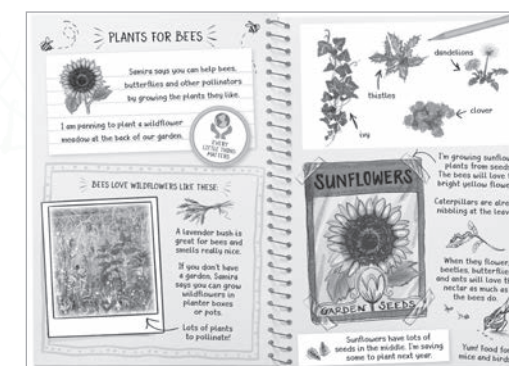 PLANTS FOR BEES
Samira says you can help bees,
butterflies and other pollinators
by growing the plants they like.
I am panning to plant a wildflower
meadow at the back of our garden.
EVERY
LITTLE THING
MATTERS
BEES LOVE WILDFLOWERS LIKE THESE:
A lavender bush is
great for bees and
smells really nice.
If you don't have
a garden, Samira
says you can grow
wildflowers in
planter boxes
or pots.
Lots of plants
to pollinate!
dandelions
thistles
clover
ivy
SUNFLOWERS
GARDEN SEEDS
I'm growing sunflow
plants from seeds
The bees will love t
bright yellow flowe
Caterpillars are alre
nibbling at the leav
When they flower,
beetles, butterflie
and ants will love th
nectar as much as
the bees do.
Sunflowers have lots of
seeds in the middle. I'm saving
some to plant next year.
Yum! Food fo
mice and birds